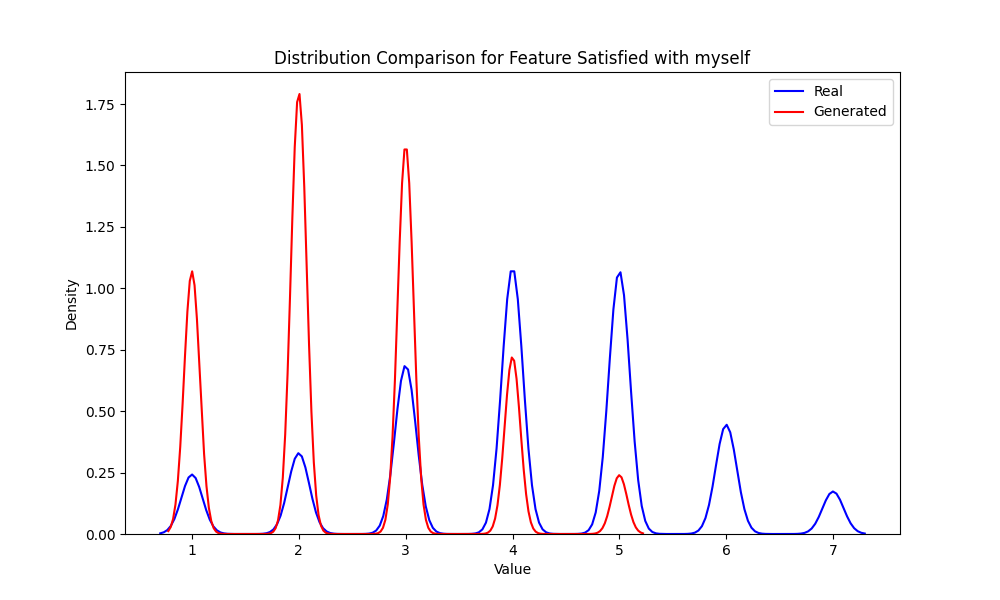 Distribution Comparison for Feature Satisfied with myself
Real
Generated
Density
1.75
1.50
1.25
1.00
0.75
0.50
0.25
0.00
1 2 3 4 5 6 7
Value